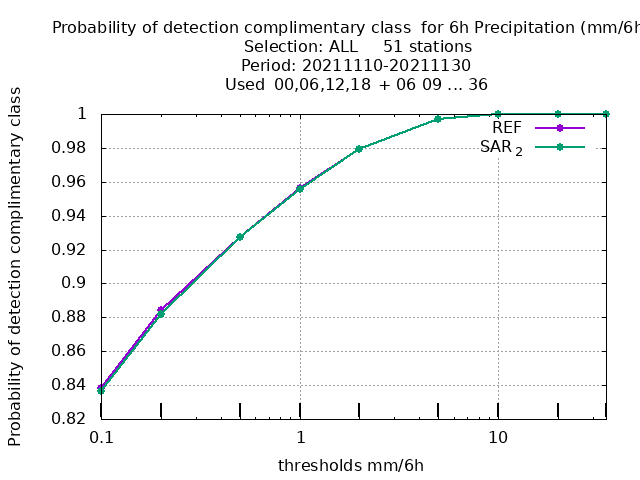 Probability of detection complimentary class  for 6h Precipitation (mm/6h
Selection: ALL     51 stations
Period: 20211110-20211130
Used  00,06,12,18  + 06 09 ... 36
Probability of detection complimentary class
1
0.98
0.96
0.94
0.92
0.9
0.88
0.86
0.84
0.82
REF
SAR 2
0.1
1
10
thresholds mm/6h